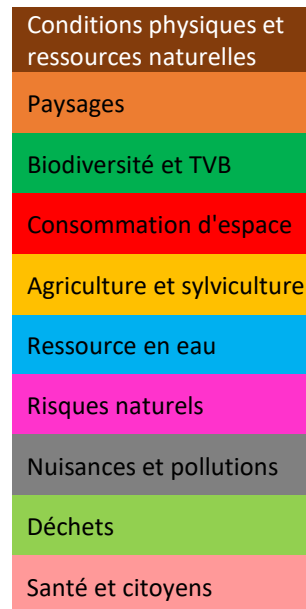 Conditions physiques et
ressources naturelles
Paysages
Biodiversité et TVB
Consommation d'espace
Agriculture et sylviculture
Ressource en eau
Risques naturels
Nuisances et pollutions
Déchets
Santé et citoyens